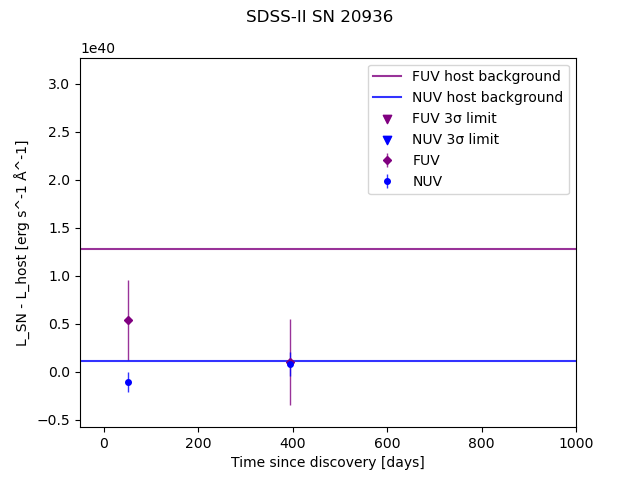 SDSS-II SN 20936
1e40
FUV host background
NUV host background
FUV 3σ limit
NUV 3σ limit
FUV
NUV
L_SN - L_host [erg s^-1 Å^-1]
3.0
2.5
2.0
1.5
1.0
0.5
0.0
−0.5
0 200 400 600 800 1000
Time since discovery [days]